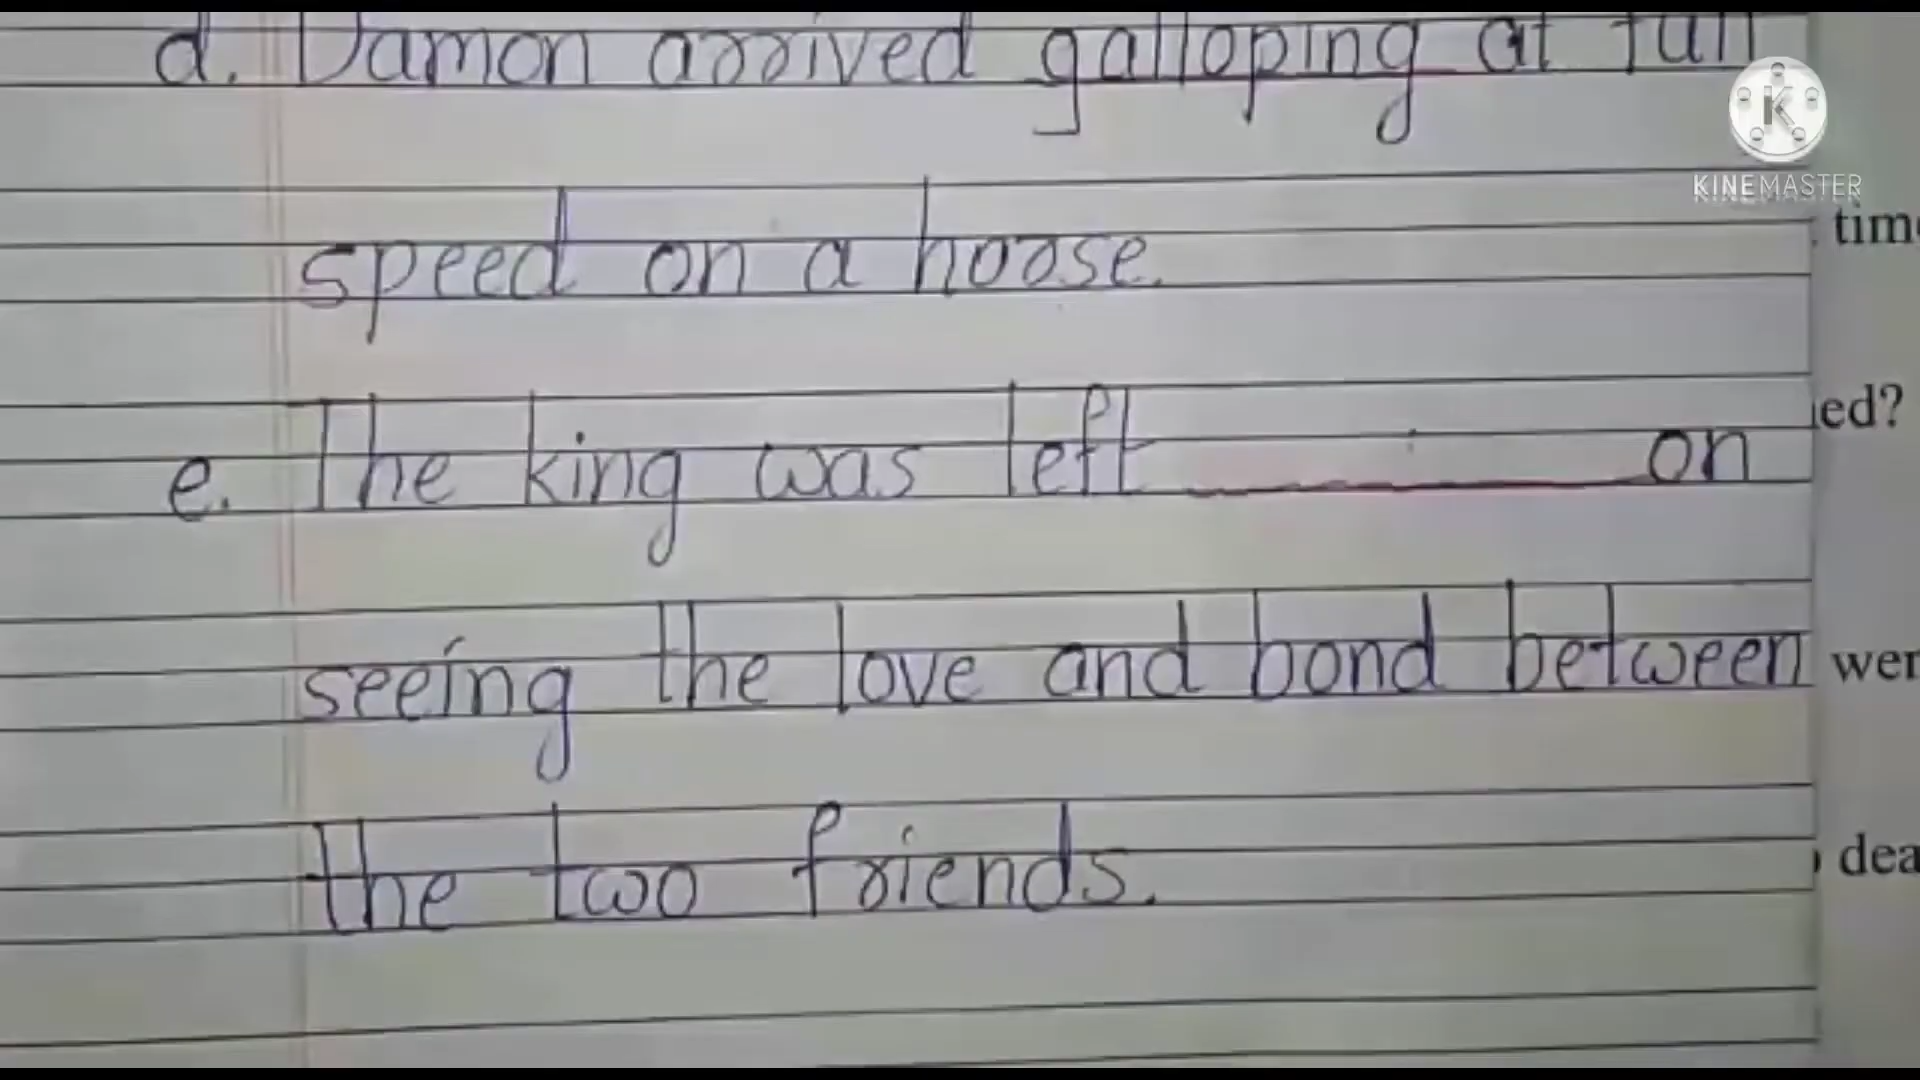 d. Damon arrived galloping at full
KINEMASTER
speed on a horse.
tim
e. The king was left ________ on
ed?
seeing the love and bond between
wer
the two friends.
dea